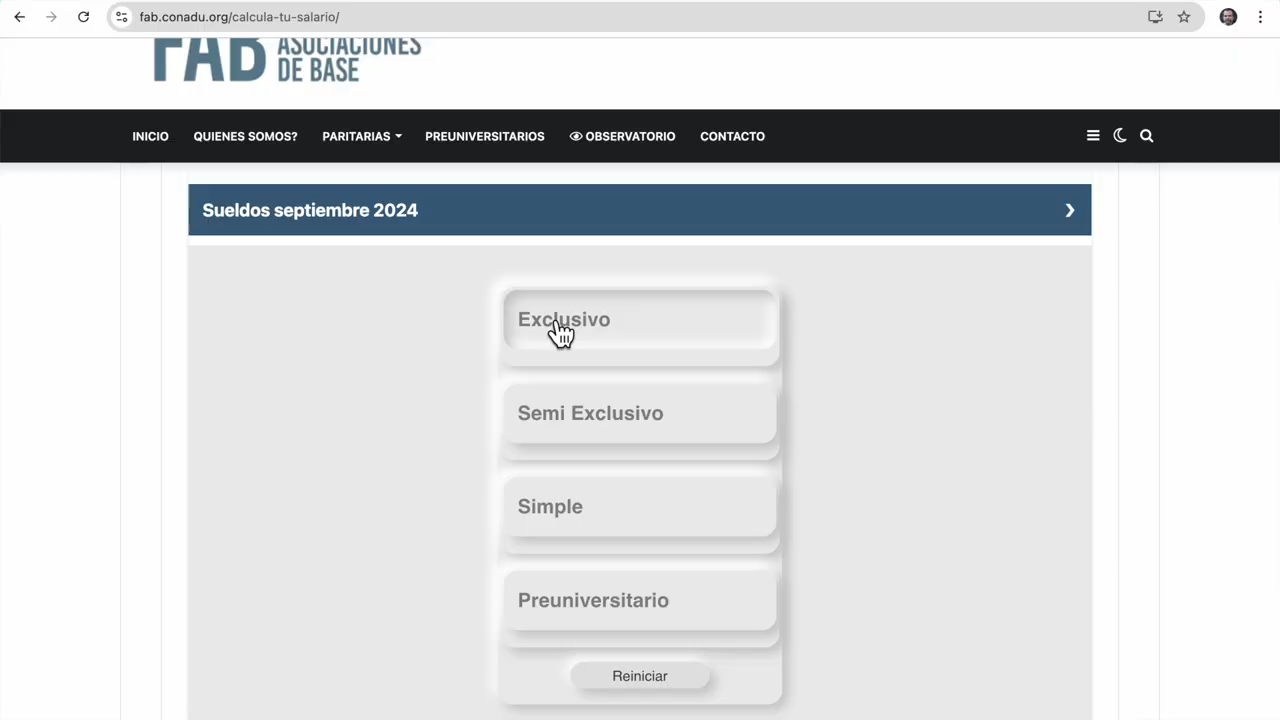 fab.conadu.org/calcula-tu-salario/
FAB ASOCIACIONES
DE BASE
INICIO QUIENES SOMOS? PARITARIAS PREUNIVERSITARIOS OBSERVATORIO CONTACTO
Sueldos septiembre 2024
Exclusivo
Semi Exclusivo
Simple
Preuniversitario
Reiniciar